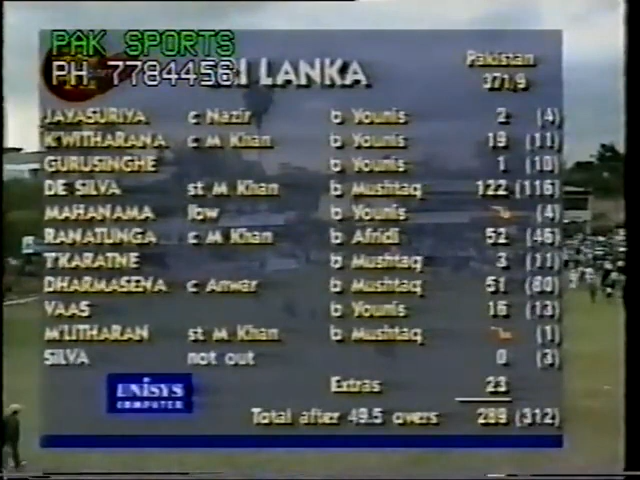 PAK SPORTS
PH 7784456 SRI LANKA
Pakistan
371,9
JAYASURIYA c Nazir b Younis 2 (4)
K'WITHARANA c M Khan b Younis 19 (11)
GURUSINGHE b Younis 1 (10)
DE SILVA st M Khan b Mushtaq 122 (116)
MAHANAMA lbw b Younis (4)
RANATUNGA c M Khan b Afridi 52 (46)
T'KARATNE b Mushtaq 3 (11)
DHARMASENA c Anwar b Mushtaq 51 (80)
VAAS b Younis 16 (13)
M'LITHARAN st M Khan b Mushtaq (1)
SILVA not out 0 (3)
UNISYS
COMPUTER
Extras 23
Total after 49.5 overs 289 (312)